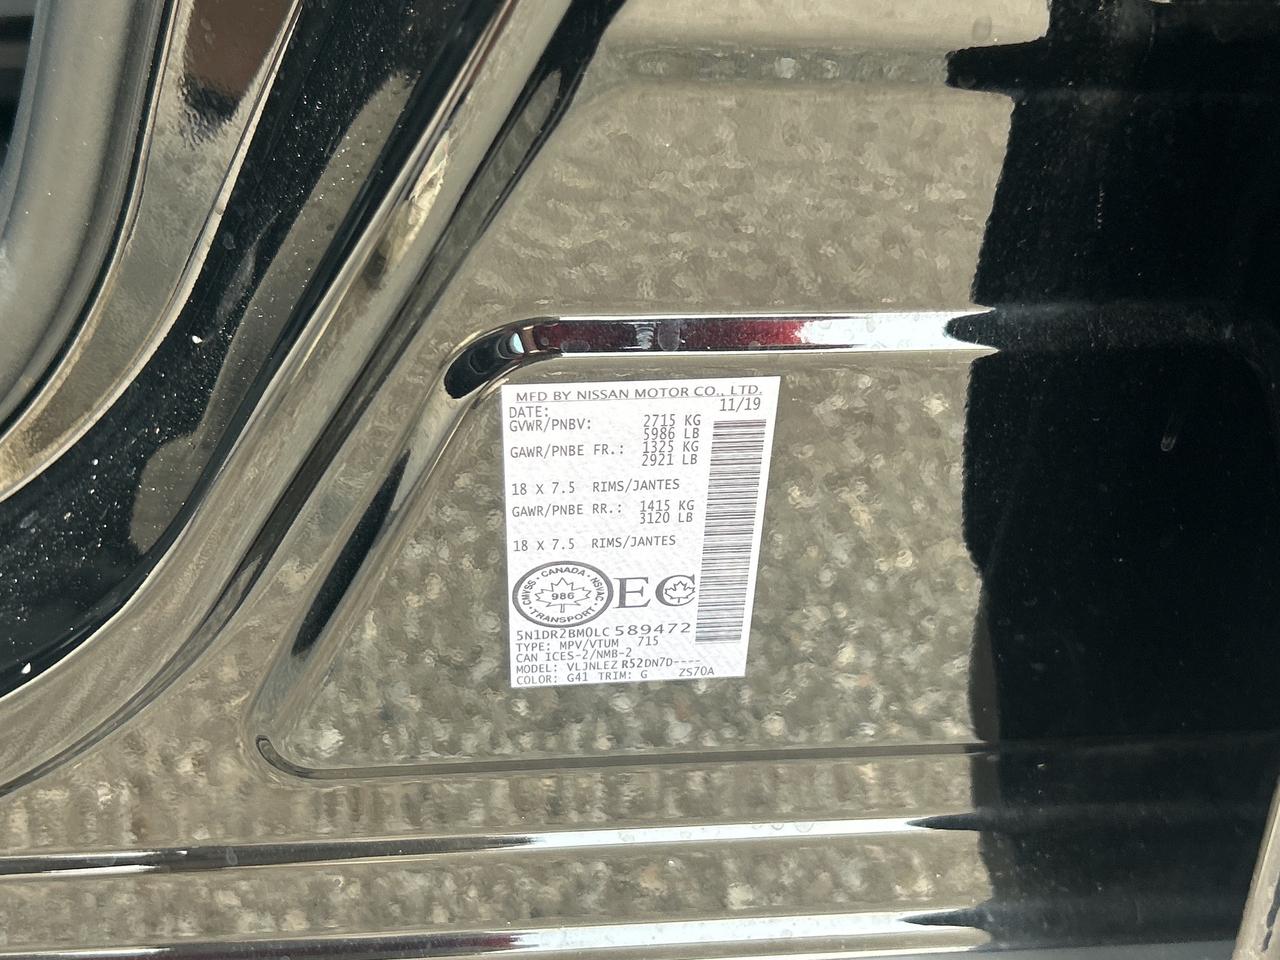 MFD BY NISSAN MOTOR CO., LTD.
DATE: 11/19
GVWR/PNBV: 2715 KG
5986 LB
GAWR/PNBE FR.: 1325 KG
2921 LB
18 X 7.5 RIMS/JANTES
GAWR/PNBE RR.: 1415 KG
3120 LB
18 X 7.5 RIMS/JANTES
CMVSS · CANADA · NSVAC
986
· TRANSPORT ·
EC
5N1DR2BM0LC589472
TYPE: MPV/VTUM 715
CAN ICES-2/NMB-2
MODEL: VLJNLEZ R52DN7D----
COLOR: G41 TRIM: G ZS70A